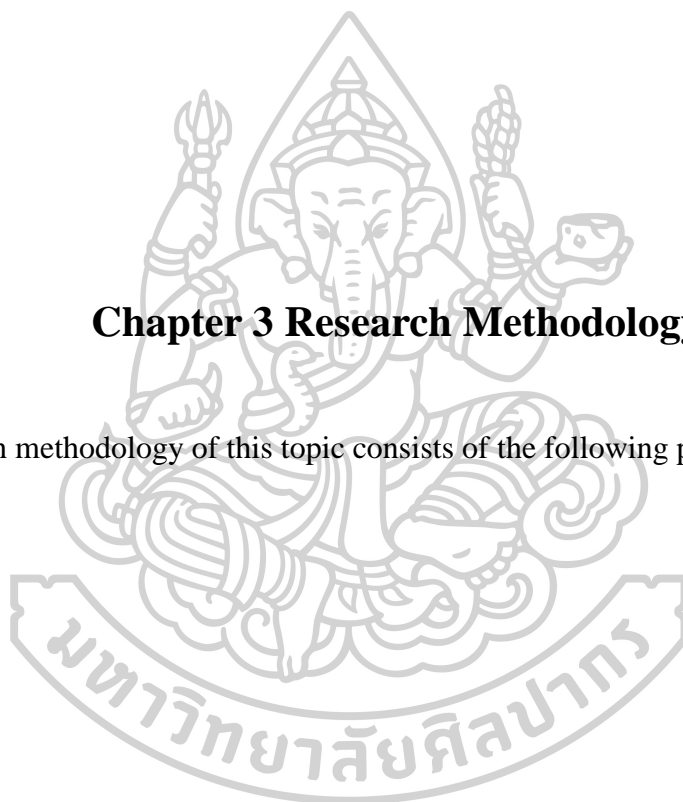 Chapter 3 Research Methodology
n methodology of this topic consists of the following p
มหาวิทยาลัยศิลปากร